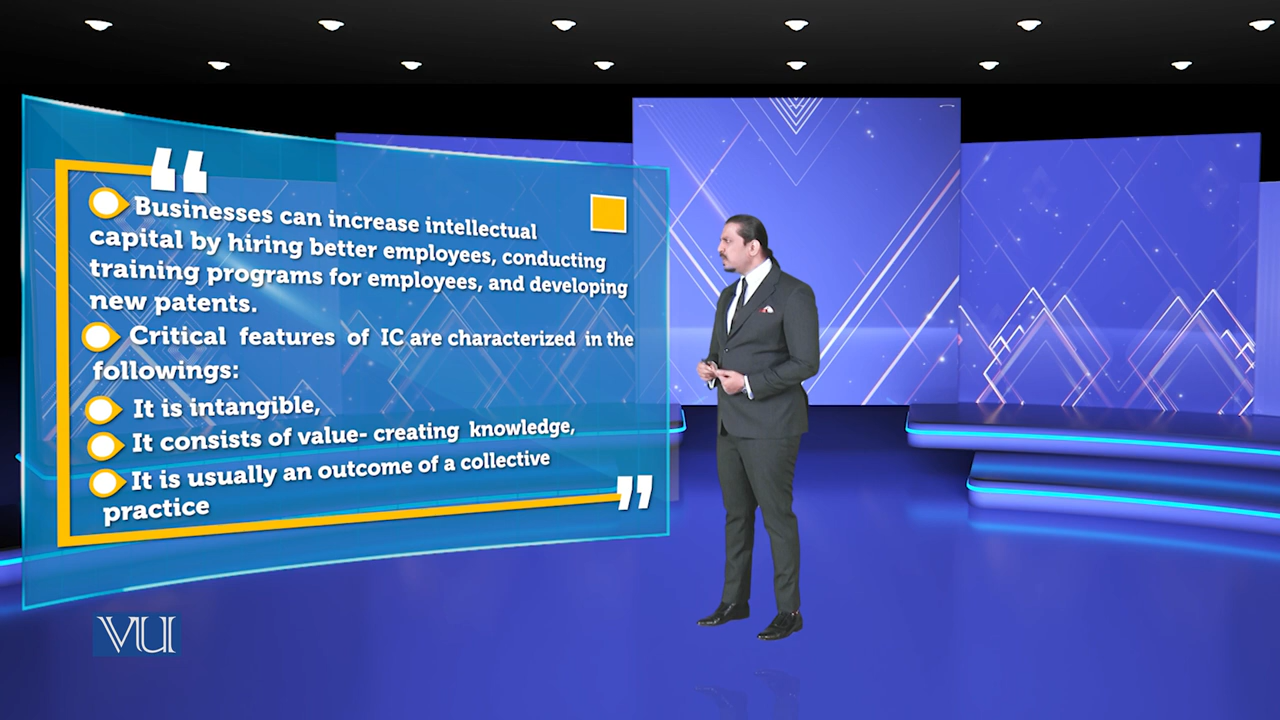 Businesses can increase intellectual
capital by hiring better employees, conducting
training programs for employees, and developing
new patents.
Critical features of IC are characterized in the
followings:
It is intangible,
It consists of value- creating knowledge,
It is usually an outcome of a collective
practice
VU